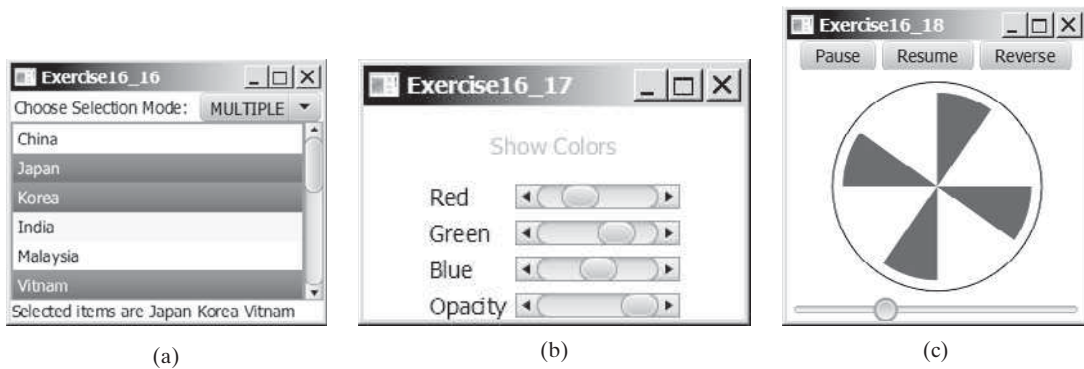 Exercise16_16
Choose Selection Mode: MULTIPLE
China
Japan
Korea
India
Malaysia
Vitnam
Selected items are Japan Korea Vitnam
(a)
Exercise16_17
Show Colors
Red
Green
Blue
Opacity
(b)
Exercise16_18
Pause Resume Reverse
(c)